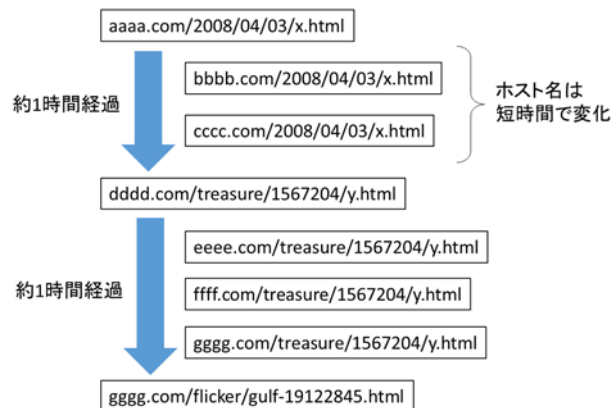 aaaa.com/2008/04/03/x.html
bbbb.com/2008/04/03/x.html
約1時間経過
cccc.com/2008/04/03/x.html
ホスト名は
短時間で変化
dddd.com/treasure/1567204/y.html
eeee.com/treasure/1567204/y.html
約1時間経過
ffff.com/treasure/1567204/y.html
gggg.com/treasure/1567204/y.html
gggg.com/flicker/gulf-19122845.html